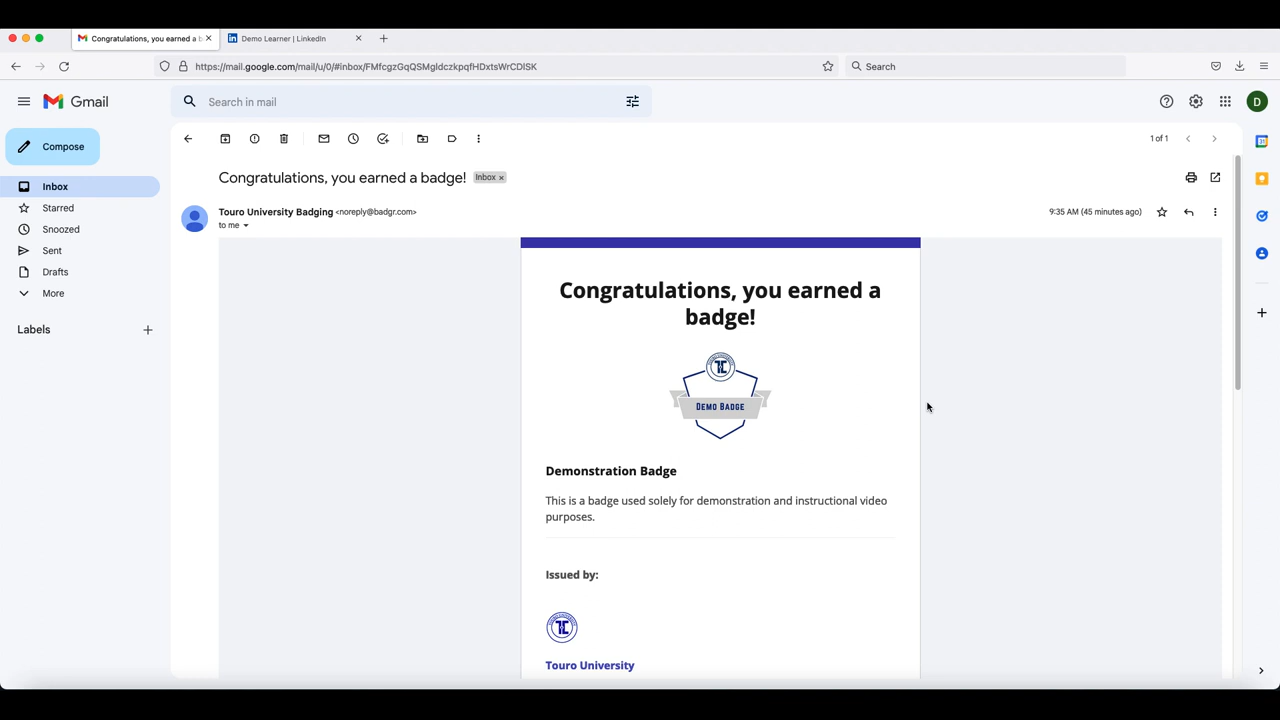 Congratulations, you earned a b
Demo Learner | LinkedIn
https://mail.google.com/mail/u/0/#inbox/FMfcgzGqQSMgldczkpqfHDxtsWrCDlSK
Search
Gmail
Search in mail
D
Compose
1 of 1
Inbox
Starred
Snoozed
Sent
Drafts
More
Labels
Congratulations, you earned a badge!
Inbox x
Touro University Badging <noreply@badgr.com>
9:35 AM (45 minutes ago)
to me
Congratulations, you earned a
badge!
DEMO BADGE
Demonstration Badge
This is a badge used solely for demonstration and instructional video
purposes.
Issued by:
Touro University